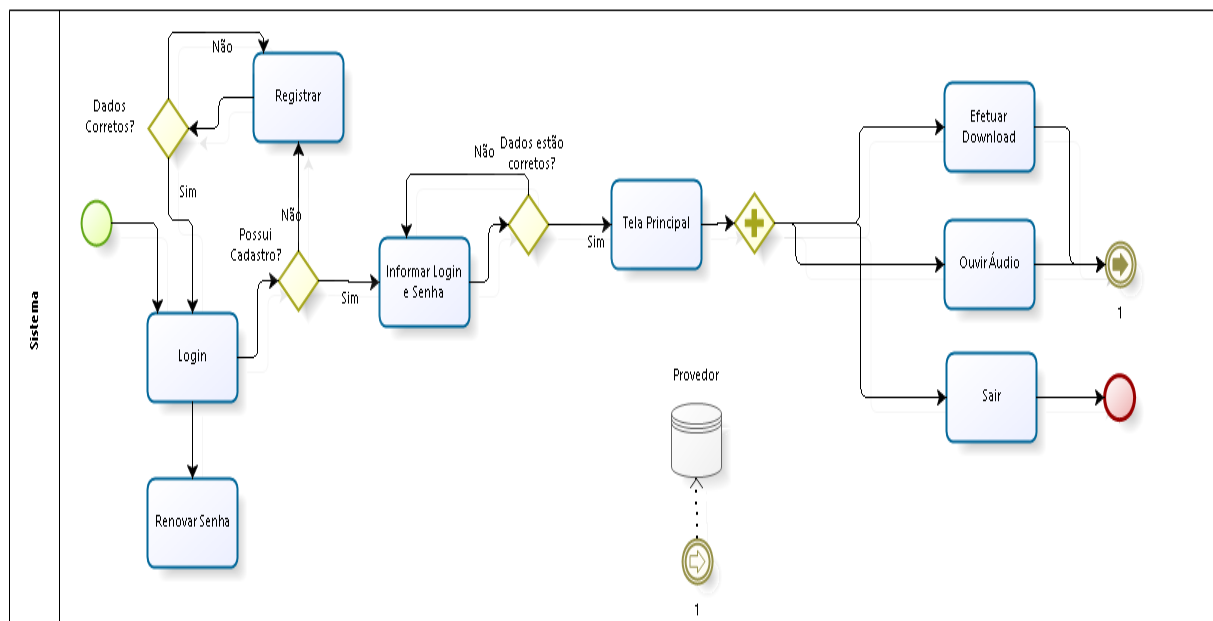 Sistema
Não
Registrar
Dados
Corretos?
Sim
Login
Renovar Senha
Possui
Cadastro?
Não
Sim
Informar Login
e Senha
Não
Dados estão
corretos?
Sim
Tela Principal
Efetuar
Download
Ouvir Áudio
1
Sair
Provedor
1